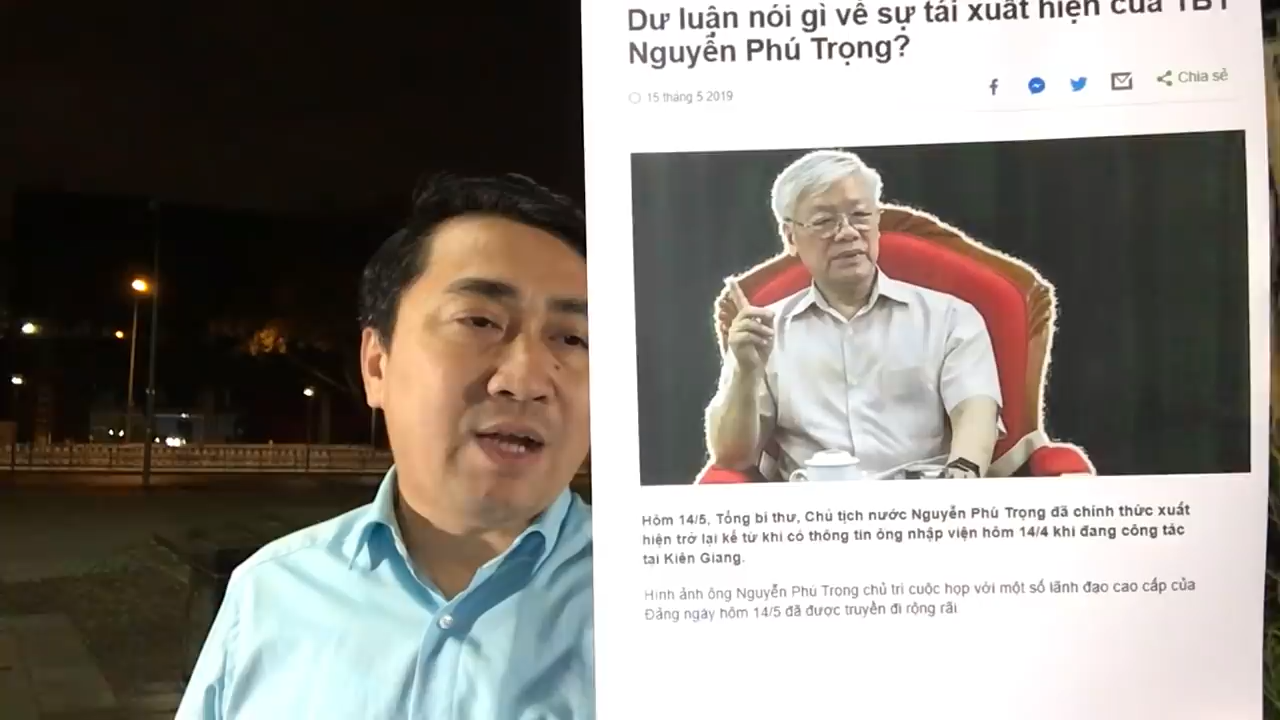 Dư luận nói gì về sự tái xuất hiện của TBT
Nguyễn Phú Trọng?
15 tháng 5 2019
Chia sẻ
Hôm 14/5, Tổng bí thư, Chủ tịch nước Nguyễn Phú Trọng đã chính thức xuất
hiện trở lại kể từ khi có thông tin ông nhập viện hôm 14/4 khi đang công tác
tại Kiên Giang.
Hình ảnh ông Nguyễn Phú Trọng chủ trì cuộc họp với một số lãnh đạo cao cấp của
Đảng ngày hôm 14/5 đã được truyền đi rộng rãi